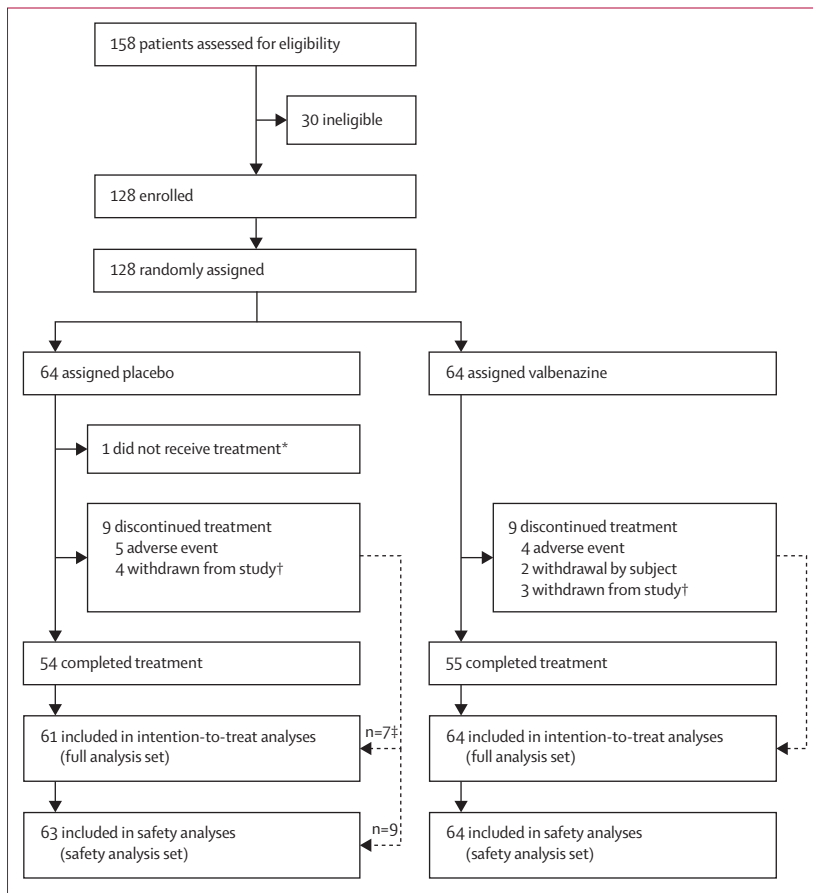 158 patients assessed for eligibility
30 ineligible
128 enrolled
128 randomly assigned
64 assigned placebo
64 assigned valbenazine
1 did not receive treatment*
9 discontinued treatment
5 adverse event
4 withdrawn from study†
9 discontinued treatment
4 adverse event
2 withdrawal by subject
3 withdrawn from study†
54 completed treatment
55 completed treatment
61 included in intention-to-treat analyses
(full analysis set)
n=7‡
64 included in intention-to-treat analyses
(full analysis set)
63 included in safety analyses
(safety analysis set)
n=9
64 included in safety analyses
(safety analysis set)